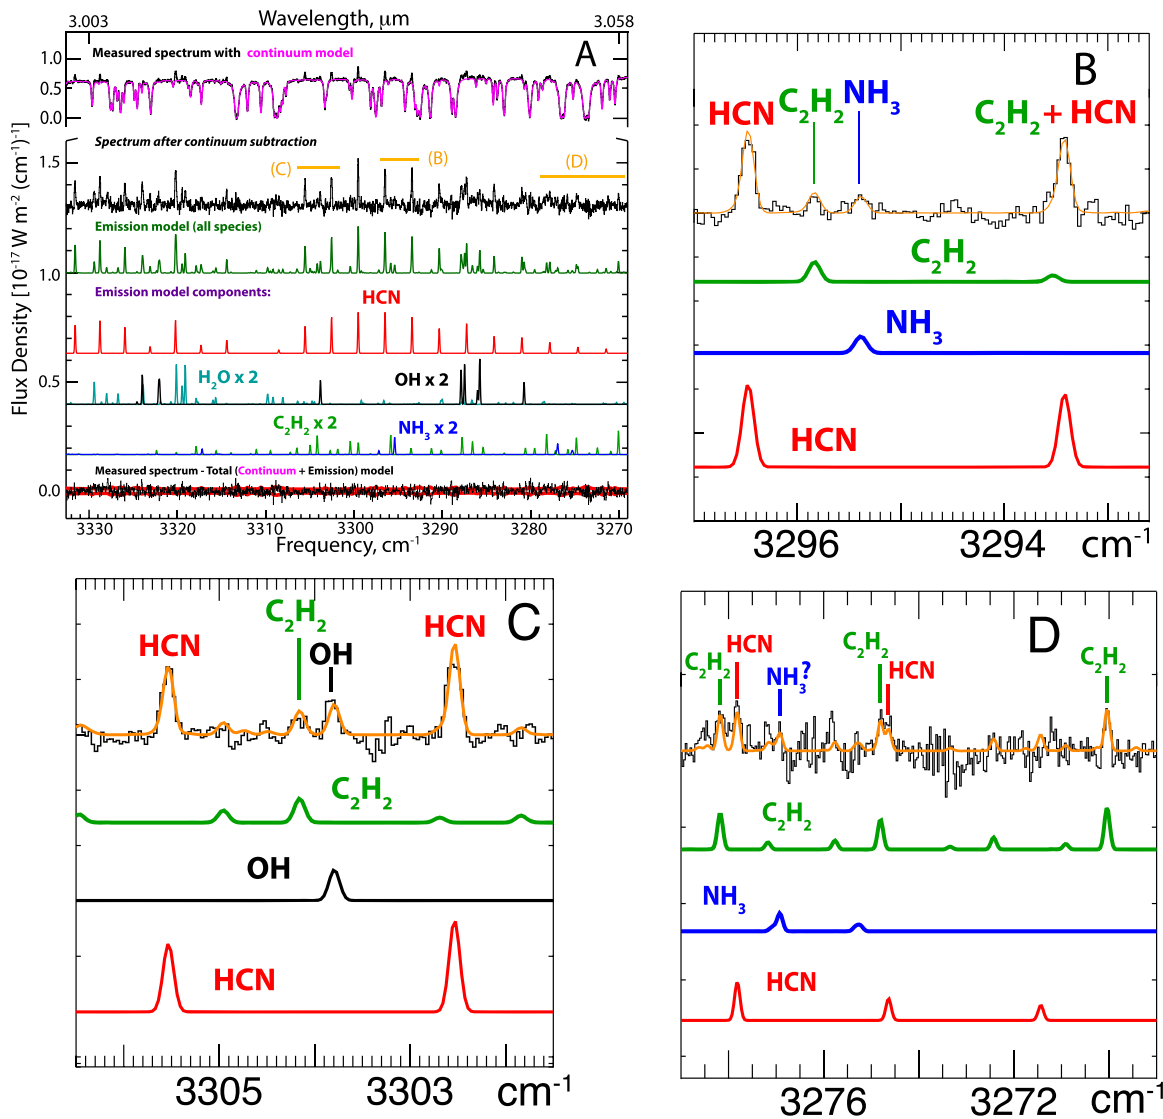 Wavelength, μm
3.003
3.058
A
Measured spectrum with continuum model
1.0
0.5
0.0
Spectrum after continuum subtraction
1.5
(C)
(B)
(D)
Emission model (all species)
1.0
Emission model components:
HCN
H2O x 2
OH x 2
0.5
C2H2 x 2
NH3 x 2
Measured spectrum - Total (Continuum + Emission) model
0.0
Flux Density [10-17 W m-2 (cm-1)-1]
3330
3320
3310
3300
3290
3280
3270
Frequency, cm-1
B
HCN
C2H2
NH3
C2H2 + HCN
C2H2
NH3
HCN
3296
3294
cm-1
C
HCN
C2H2
OH
HCN
C2H2
OH
HCN
3305
3303
cm-1
D
C2H2
HCN
NH3?
C2H2
HCN
C2H2
C2H2
NH3
HCN
3276
3272
cm-1